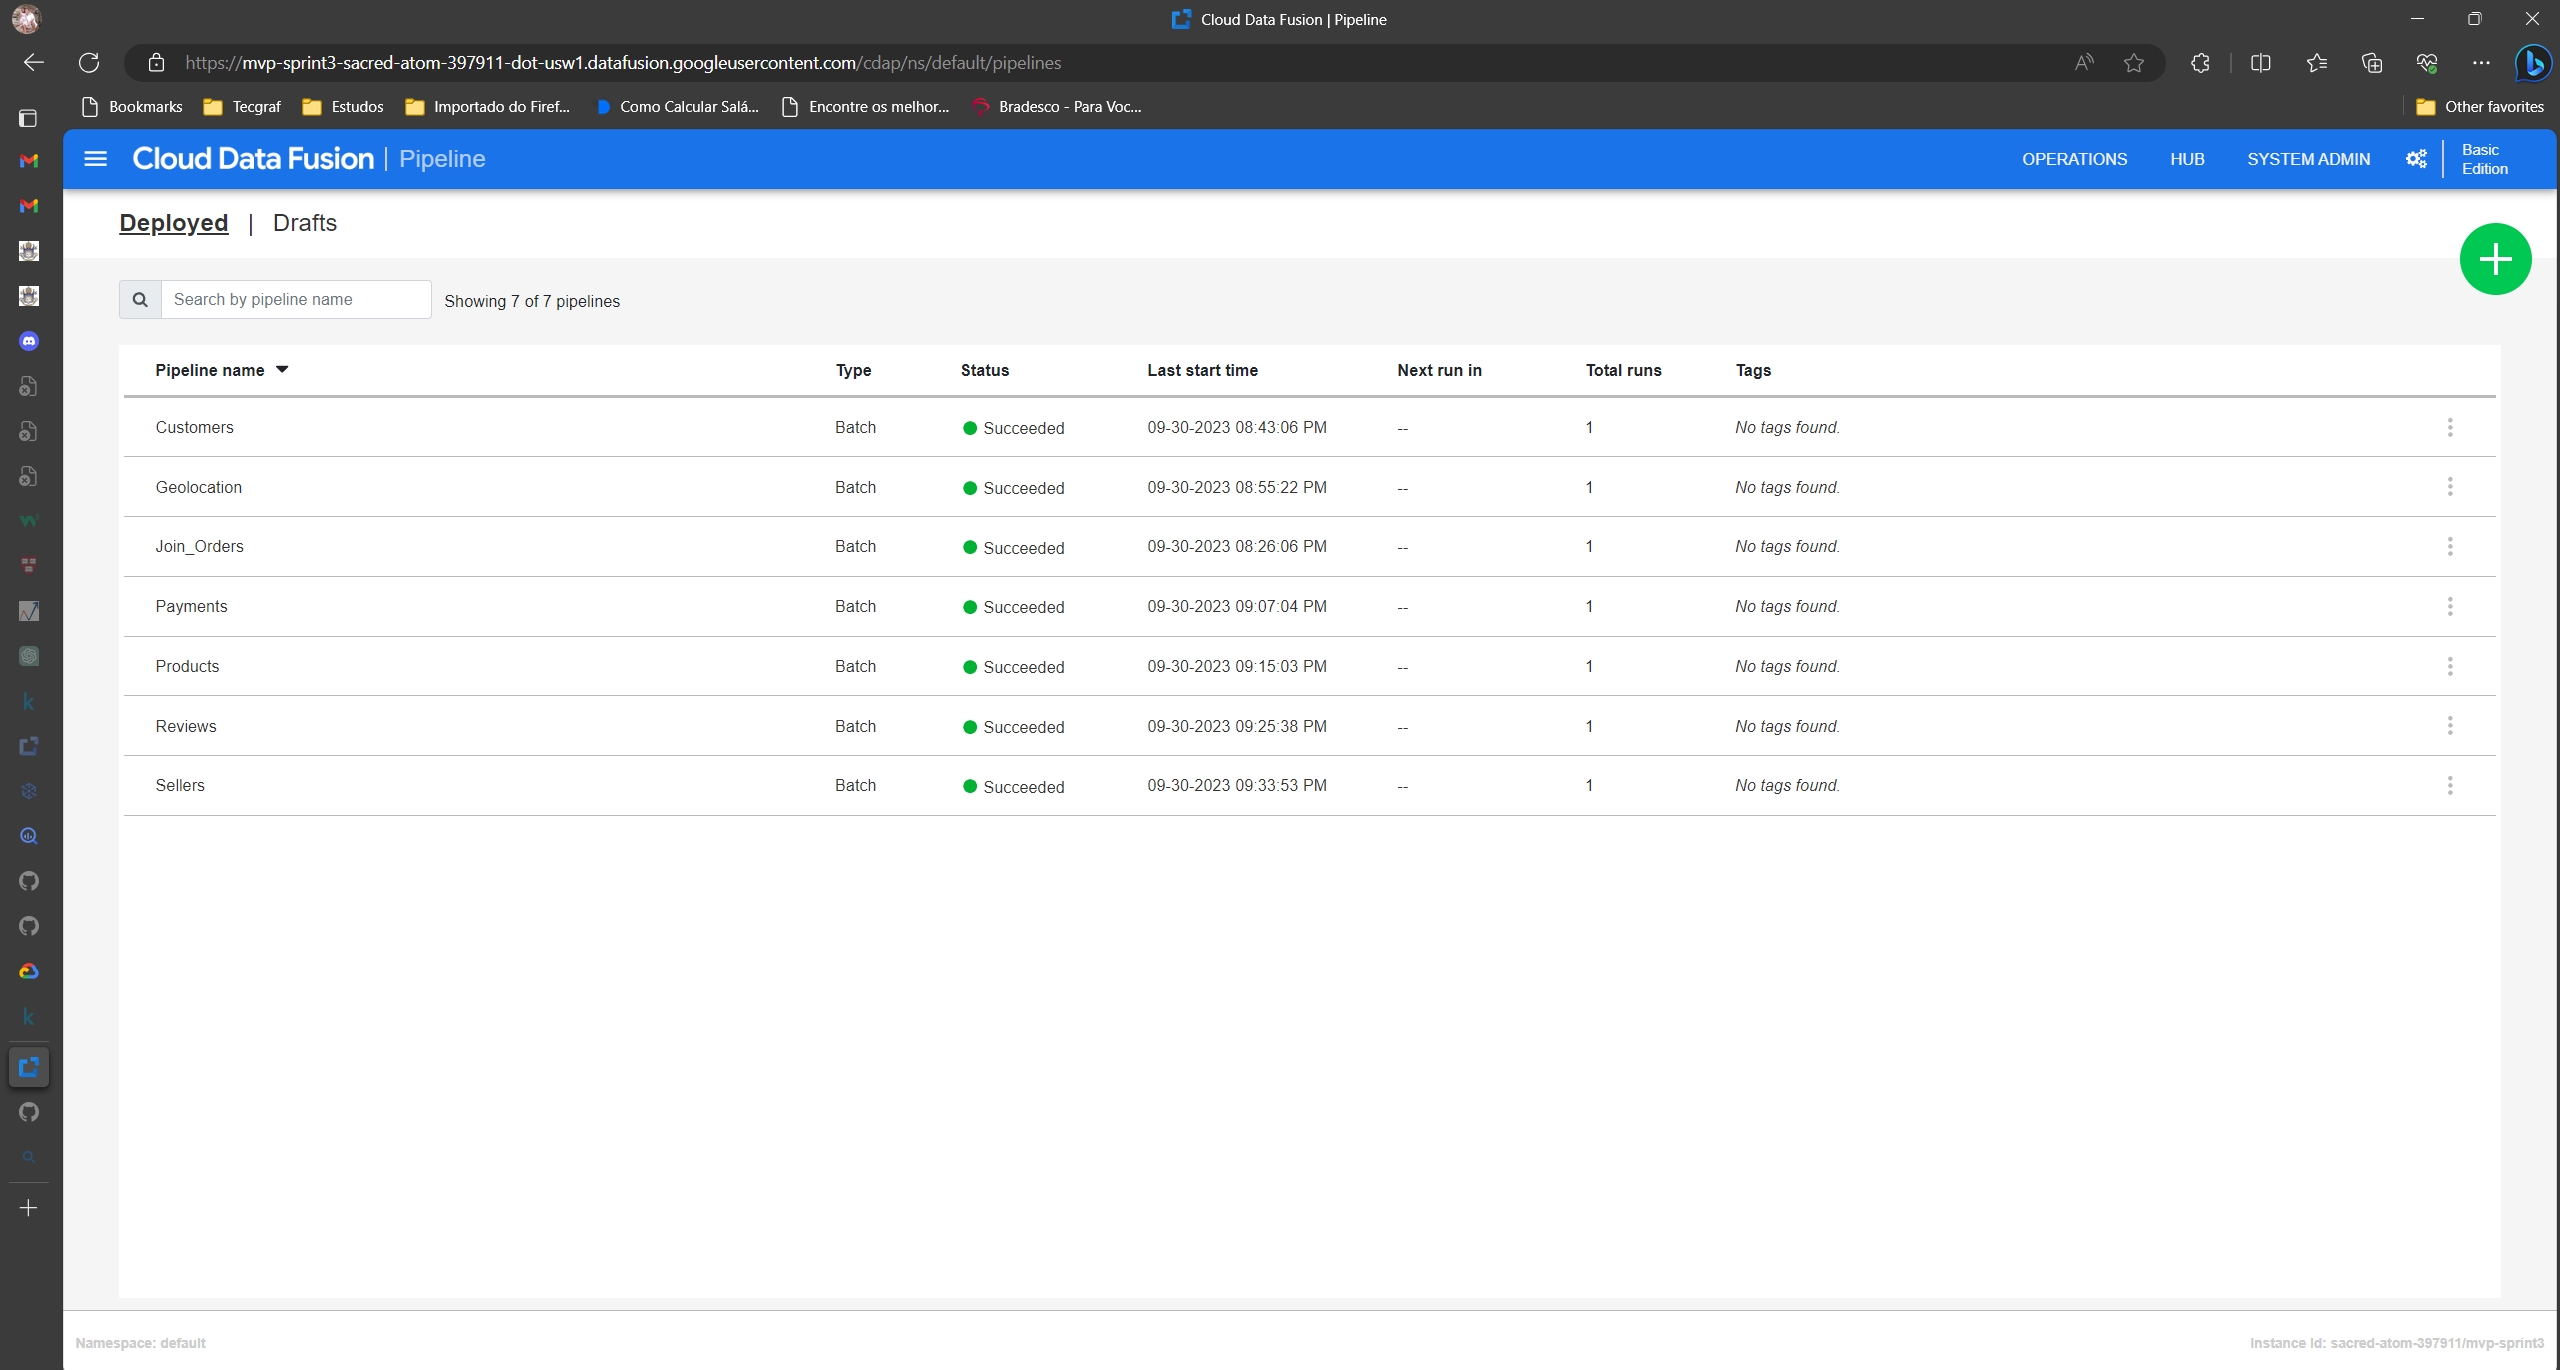 Cloud Data Fusion | Pipeline
https://mvp-sprint3-sacred-atom-397911-dot-usw1.datafusion.googleusercontent.com/cdap/ns/default/pipelines
Bookmarks Tecgraf Estudos Importado do Firef... Como Calcular Salá... Encontre os melhor... Bradesco - Para Voc... Other favorites
Cloud Data Fusion | Pipeline OPERATIONS HUB SYSTEM ADMIN Basic Edition
Deployed | Drafts
Search by pipeline name Showing 7 of 7 pipelines
Pipeline name Type Status Last start time Next run in Total runs Tags
Customers Batch Succeeded 09-30-2023 08:43:06 PM -- 1 No tags found.
Geolocation Batch Succeeded 09-30-2023 08:55:22 PM -- 1 No tags found.
Join_Orders Batch Succeeded 09-30-2023 08:26:06 PM -- 1 No tags found.
Payments Batch Succeeded 09-30-2023 09:07:04 PM -- 1 No tags found.
Products Batch Succeeded 09-30-2023 09:15:03 PM -- 1 No tags found.
Reviews Batch Succeeded 09-30-2023 09:25:38 PM -- 1 No tags found.
Sellers Batch Succeeded 09-30-2023 09:33:53 PM -- 1 No tags found.
Namespace: default Instance Id: sacred-atom-397911/mvp-sprint3